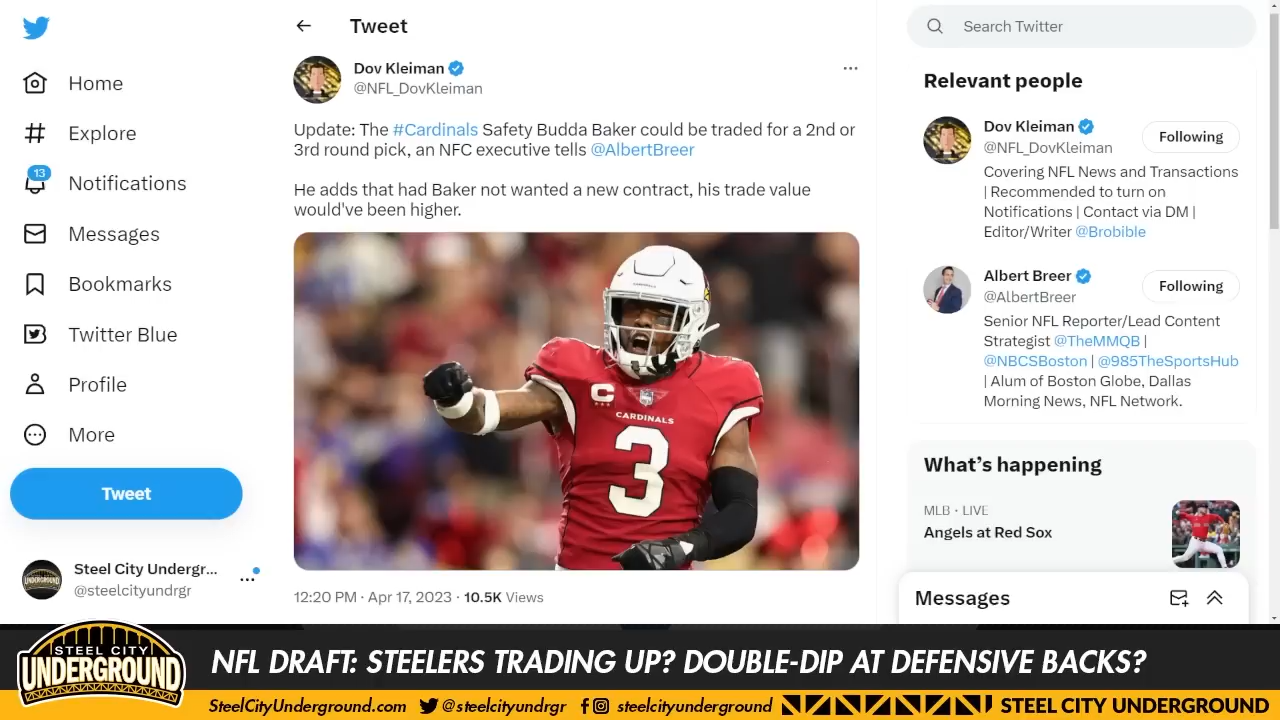 Home
Explore
13
Notifications
Messages
Bookmarks
Twitter Blue
Profile
More
Tweet
Steel City Undergr...
@steelcityundrgr
Tweet
Dov Kleiman
@NFL_DovKleiman
Update: The #Cardinals Safety Budda Baker could be traded for a 2nd or
3rd round pick, an NFC executive tells @AlbertBreer
He adds that had Baker not wanted a new contract, his trade value
would've been higher.
C
CARDINALS
3
12:20 PM · Apr 17, 2023 · 10.5K Views
Search Twitter
Relevant people
Dov Kleiman
@NFL_DovKleiman
Following
Covering NFL News and Transactions
| Recommended to turn on
Notifications | Contact via DM |
Editor/Writer @Brobible
Albert Breer
@AlbertBreer
Following
Senior NFL Reporter/Lead Content
Strategist @TheMMQB |
@NBCSBoston | @985TheSportsHub
| Alum of Boston Globe, Dallas
Morning News, NFL Network.
What's happening
MLB · LIVE
Angels at Red Sox
Messages
STEEL CITY
UNDERGROUND
NFL DRAFT: STEELERS TRADING UP? DOUBLE-DIP AT DEFENSIVE BACKS?
SteelCityUnderground.com
@steelcityundrgr
steelcityunderground
STEEL CITY UNDERGROUND